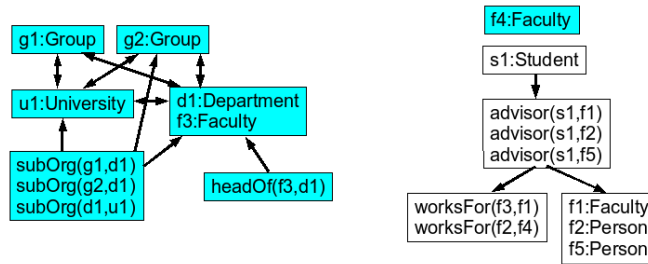 g1:Group
g2:Group
u1:University
d1:Department
f3:Faculty
subOrg(g1,d1)
subOrg(g2,d1)
subOrg(d1,u1)
headOf(f3,d1)
f4:Faculty
s1:Student
advisor(s1,f1)
advisor(s1,f2)
advisor(s1,f5)
worksFor(f3,f1)
worksFor(f2,f4)
f1:Faculty
f2:Person
f5:Person